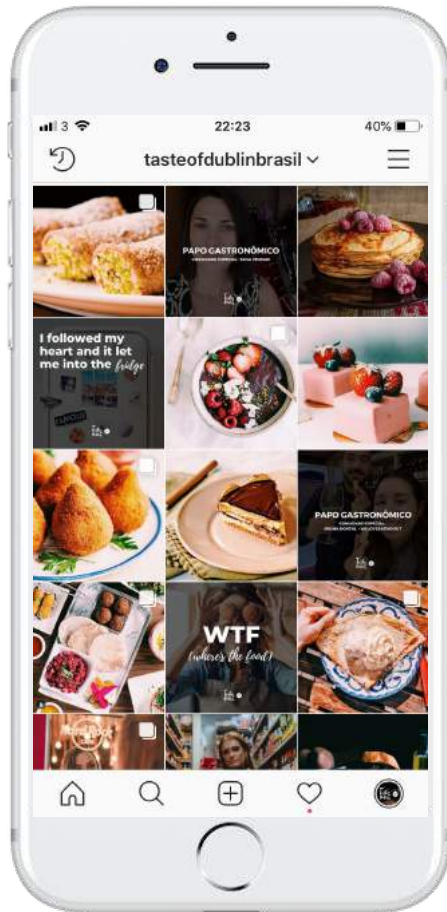 3
22:23
40%
tasteofdublinbrasil
PAPO GASTRONÔMICO
I followed my
heart and it let
me into the fridge
PAPO GASTRONÔMICO
WTF
(where's the food)